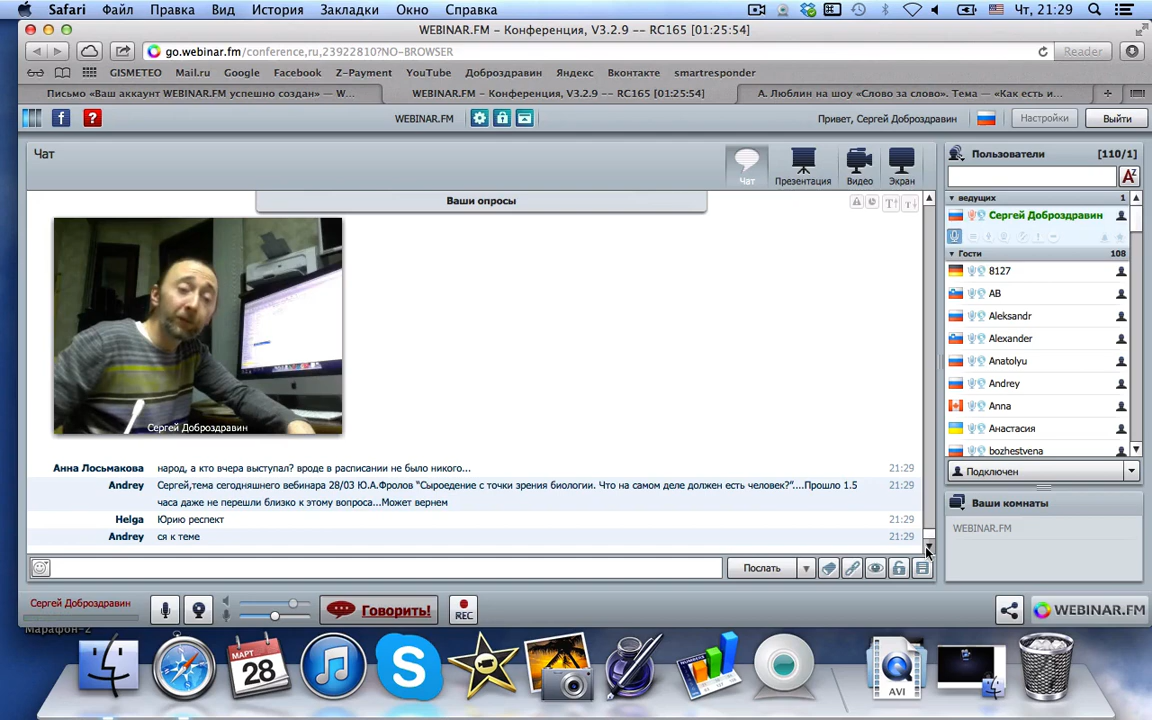 Safari Файл Правка Вид История Закладки Окно Справка Чт, 21:29
WEBINAR.FM – Конференция, V3.2.9 -- RC165 [01:25:54]
go.webinar.fm/conference,ru,23922810?NO-BROWSER Reader
GISMETEO Mail.ru Google Facebook Z-Payment YouTube Доброздравин Яндекс Вконтакте smartresponder
Письмо «Ваш аккаунт WEBINAR.FM успешно создан» — W... WEBINAR.FM – Конференция, V3.2.9 -- RC165 [01:25:54] А. Люблин на шоу «Слово за слово». Тема — «Как есть и...
WEBINAR.FM Привет, Сергей Доброздравин Настройки Выйти
Чат
Чат Презентация Видео Экран
Ваши опросы
Сергей Доброздравин
Анна Лосьмакова народ, а кто вчера выступал? вроде в расписании не было никого... 21:29
Andrey Сергей,тема сегодняшнего вебинара 28/03 Ю.А.Фролов "Сыроедение с точки зрения биологии. Что на самом деле должен есть человек?"....Прошло 1.5 21:29
часа даже не перешли близко к этому вопроса...Может вернем
Helga Юрию респект 21:29
Andrey ся к теме 21:29
Послать
Пользователи [110/1]
ведущих 1
Сергей Доброздравин
Гости 108
8127
AB
Aleksandr
Alexander
Anatolyu
Andrey
Anna
Анастасия
bozhestvena
Подключен
Ваши комнаты
WEBINAR.FM
Сергей Доброздравин Говорить! REC WEBINAR.FM
Марафон-2
МАРТ
28
NUMBERS
AVI